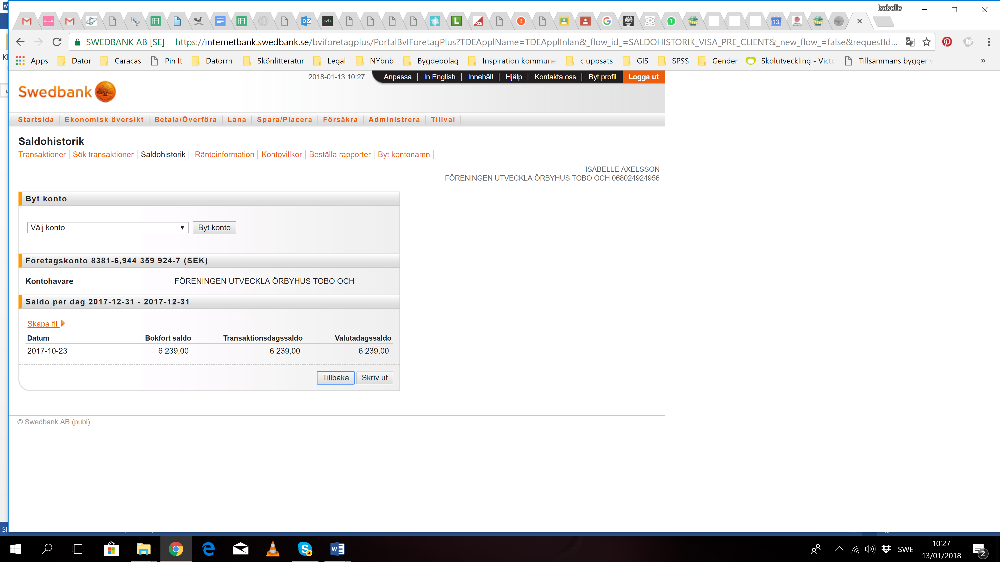 Isabelle
SWEDBANK AB [SE] https://internetbank.swedbank.se/bviforetagplus/PortalBvIForetagPlus?TDEApplName=TDEApplInlan&_flow_id_=SALDOHISTORIK_VISA_PRE_CLIENT&_new_flow_=false&requestId...
Apps Dator Caracas Pin It Datorrrr Skönlitteratur Legal NYbnb Bygdebolag Inspiration kommune c uppsats GIS SPSS Gender Skolutveckling - Victo Tillsammans bygger v »
2018-01-13 10:27 Anpassa In English Innehåll Hjälp Kontakta oss Byt profil Logga ut
Swedbank
Startsida Ekonomisk översikt Betala/Överföra Låna Spara/Placera Försäkra Administrera Tillval
Saldohistorik
Transaktioner Sök transaktioner Saldohistorik Ränteinformation Kontovillkor Beställa rapporter Byt kontonamn
ISABELLE AXELSSON
FÖRENINGEN UTVECKLA ÖRBYHUS TOBO OCH 068024924956
Byt konto
Välj konto Byt konto
Företagskonto 8381-6,944 359 924-7 (SEK)
Kontohavare FÖRENINGEN UTVECKLA ÖRBYHUS TOBO OCH
Saldo per dag 2017-12-31 - 2017-12-31
Skapa fil
Datum Bokfört saldo Transaktionsdagssaldo Valutadagssaldo
2017-10-23 6 239,00 6 239,00 6 239,00
Tillbaka Skriv ut
© Swedbank AB (publ)
SWE
10:27
13/01/2018
2